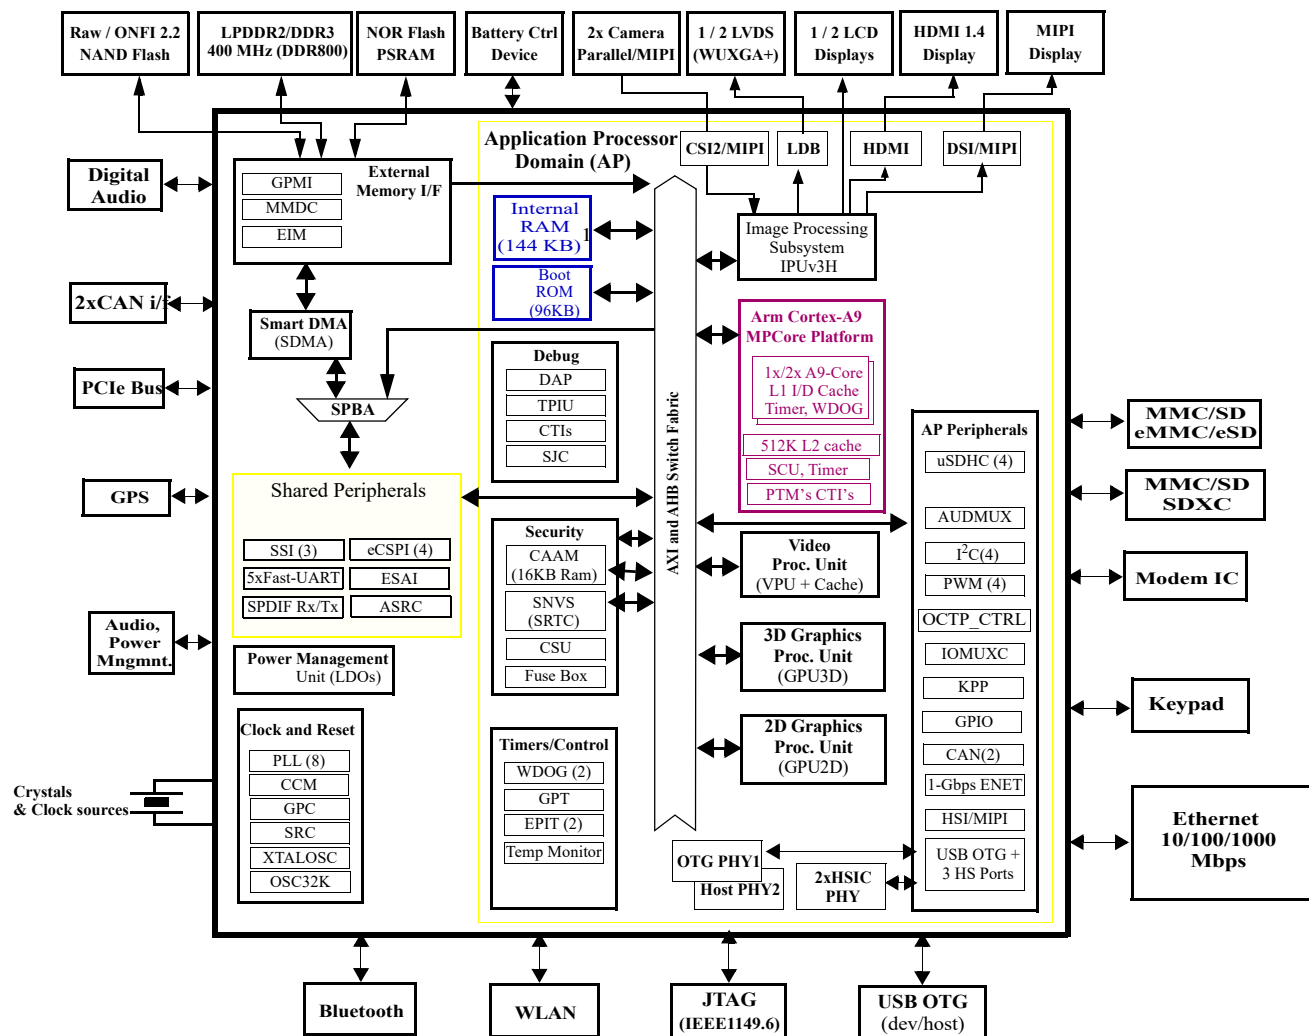 Raw / ONFI 2.2
NAND Flash
LPDDR2/DDR3
400 MHz (DDR800)
NOR Flash
PSRAM
Battery Ctrl
Device
2x Camera
Parallel/MIPI
1 / 2 LVDS
(WUXGA+)
1 / 2 LCD
Displays
HDMI 1.4
Display
MIPI
Display
Digital
Audio
2xCAN i/f
PCIe Bus
GPS
Audio,
Power
Mngmnt.
Crystals
& Clock sources
External
Memory I/F
GPMI
MMDC
EIM
Smart DMA
(SDMA)
SPBA
Shared Peripherals
SSI (3)
eCSPI (4)
5xFast-UART
ESAI
SPDIF Rx/Tx
ASRC
Power Management
Unit (LDOs)
Clock and Reset
PLL (8)
CCM
GPC
SRC
XTALOSC
OSC32K
Application Processor
Domain (AP)
Internal
RAM
(144 KB)
1
Boot
ROM
(96KB)
Debug
DAP
TPIU
CTIs
SJC
Security
CAAM
(16KB Ram)
SNVS
(SRTC)
CSU
Fuse Box
Timers/Control
WDOG (2)
GPT
EPIT (2)
Temp Monitor
AXI and AHB Switch Fabric
CSI2/MIPI
LDB
HDMI
DSI/MIPI
Image Processing
Subsystem
IPUv3H
Arm Cortex-A9
MPCore Platform
1x/2x A9-Core
L1 I/D Cache
Timer, WDOG
512K L2 cache
SCU, Timer
PTM's CTI's
Video
Proc. Unit
(VPU + Cache)
3D Graphics
Proc. Unit
(GPU3D)
2D Graphics
Proc. Unit
(GPU2D)
OTG PHY1
Host PHY2
2xHSIC
PHY
AP Peripherals
uSDHC (4)
AUDMUX
I2C(4)
PWM (4)
OCTP_CTRL
IOMUXC
KPP
GPIO
CAN(2)
1-Gbps ENET
HSI/MIPI
USB OTG +
3 HS Ports
MMC/SD
eMMC/eSD
MMC/SD
SDXC
Modem IC
Keypad
Ethernet
10/100/1000
Mbps
Bluetooth
WLAN
JTAG
(IEEE1149.6)
USB OTG
(dev/host)